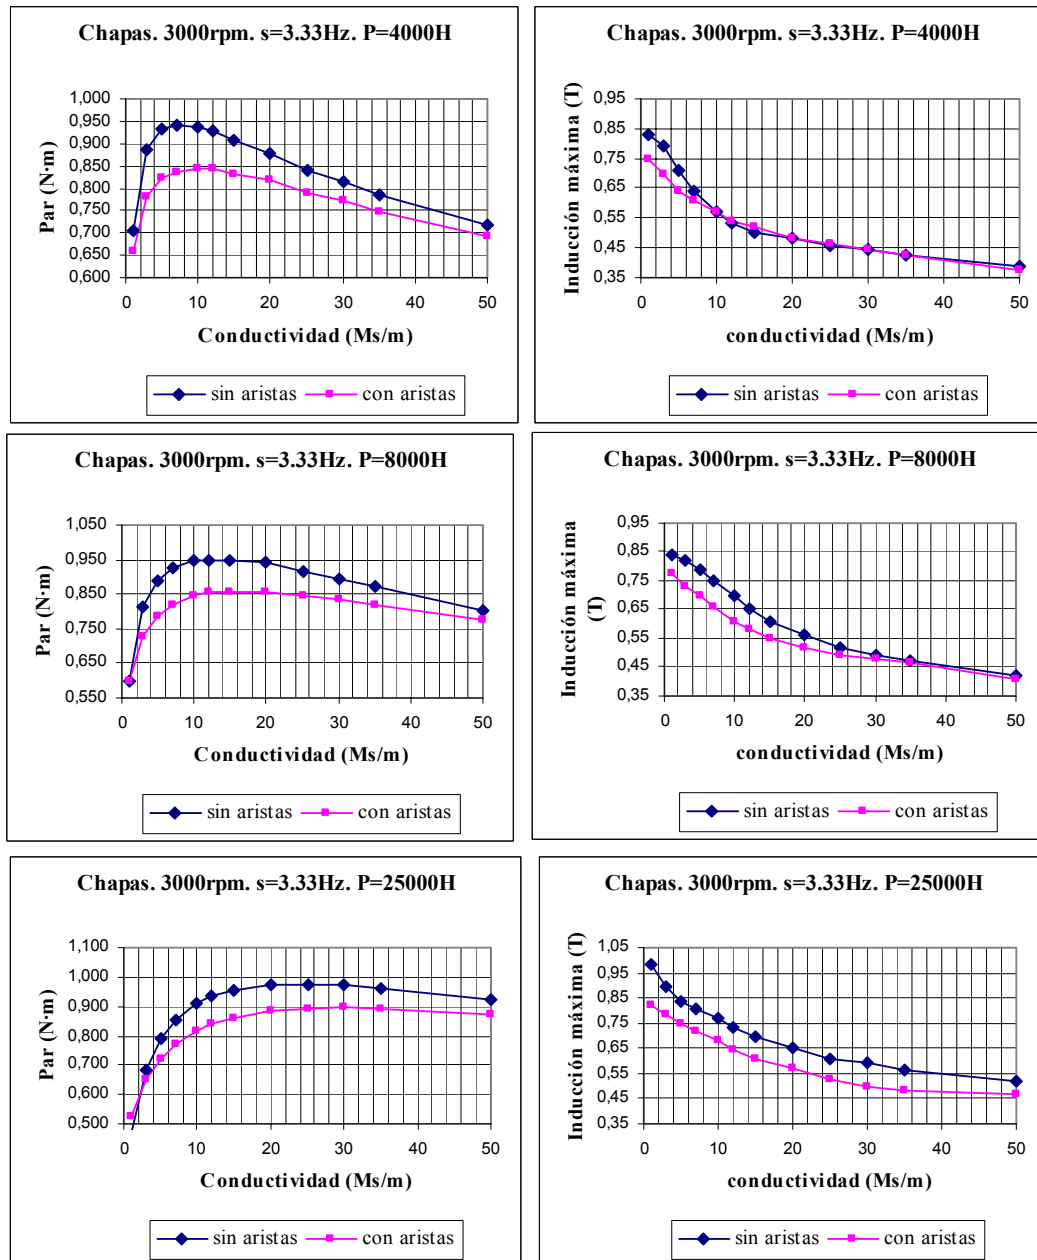 Chapas. 3000rpm. s=3.33Hz. P=4000H
Par (N·m)
1,000
0,950
0,900
0,850
0,800
0,750
0,700
0,650
0,600
0 10 20 30 40 50
Conductividad (Ms/m)
sin aristas con aristas
Chapas. 3000rpm. s=3.33Hz. P=4000H
Inducción máxima (T)
0,95
0,85
0,75
0,65
0,55
0,45
0,35
0 10 20 30 40 50
conductividad (Ms/m)
sin aristas con aristas
Chapas. 3000rpm. s=3.33Hz. P=8000H
Par (N·m)
1,050
0,950
0,850
0,750
0,650
0,550
0 10 20 30 40 50
Conductividad (Ms/m)
sin aristas con aristas
Chapas. 3000rpm. s=3.33Hz. P=8000H
Inducción máxima
(T)
0,95
0,85
0,75
0,65
0,55
0,45
0,35
0 10 20 30 40 50
conductividad (Ms/m)
sin aristas con aristas
Chapas. 3000rpm. s=3.33Hz. P=25000H
Par (N·m)
1,100
1,000
0,900
0,800
0,700
0,600
0,500
0 10 20 30 40 50
Conductividad (Ms/m)
sin aristas con aristas
Chapas. 3000rpm. s=3.33Hz. P=25000H
Inducción máxima (T)
1,05
0,95
0,85
0,75
0,65
0,55
0,45
0,35
0 10 20 30 40 50
conductividad (Ms/m)
sin aristas con aristas